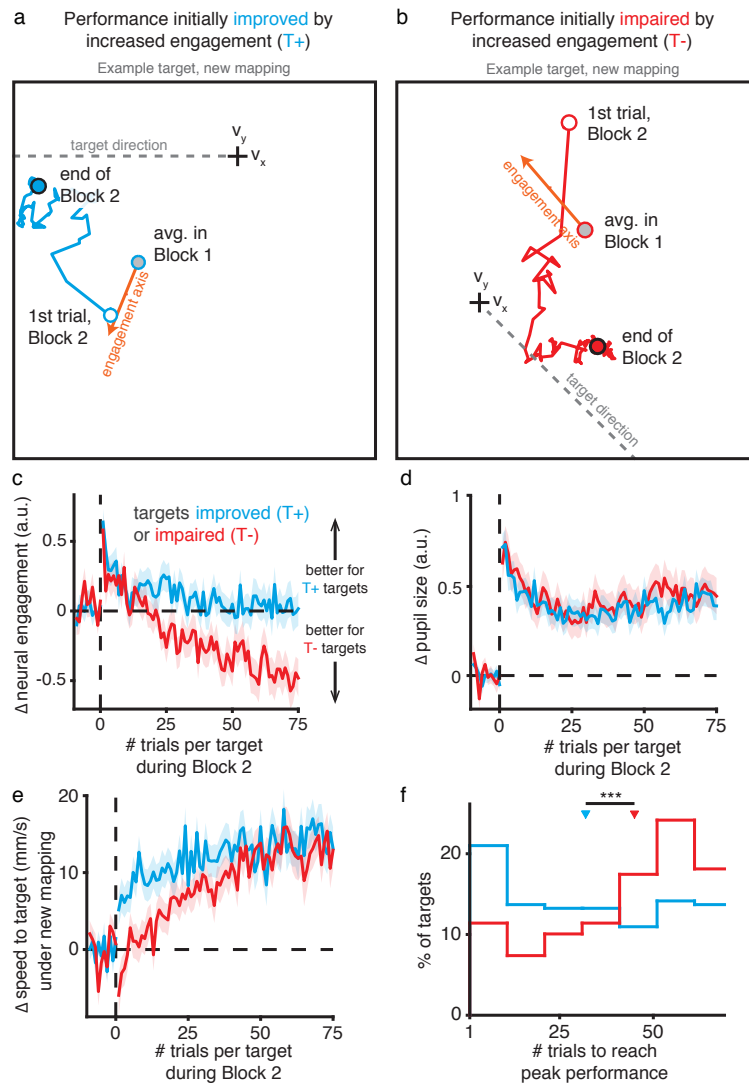 a
Performance initially improved by
increased engagement (T+)
Example target, new mapping
target direction
vy
vx
end of
Block 2
avg. in
Block 1
1st trial,
Block 2
engagement axis
b
Performance initially impaired by
increased engagement (T-)
Example target, new mapping
1st trial,
Block 2
engagement axis
avg. in
Block 1
vy
vx
end of
Block 2
target direction
c
Δ neural engagement (a.u.)
targets improved (T+)
or impaired (T-)
better for
T+ targets
better for
T- targets
0.5
0
-0.5
0 25 50 75
# trials per target
during Block 2
d
Δ pupil size (a.u.)
1
0.5
0
0 25 50 75
# trials per target
during Block 2
e
Δ speed to target (mm/s)
under new mapping
20
10
0
0 25 50 75
# trials per target
during Block 2
f
***
% of targets
20
10
0
1 25 50
# trials to reach
peak performance